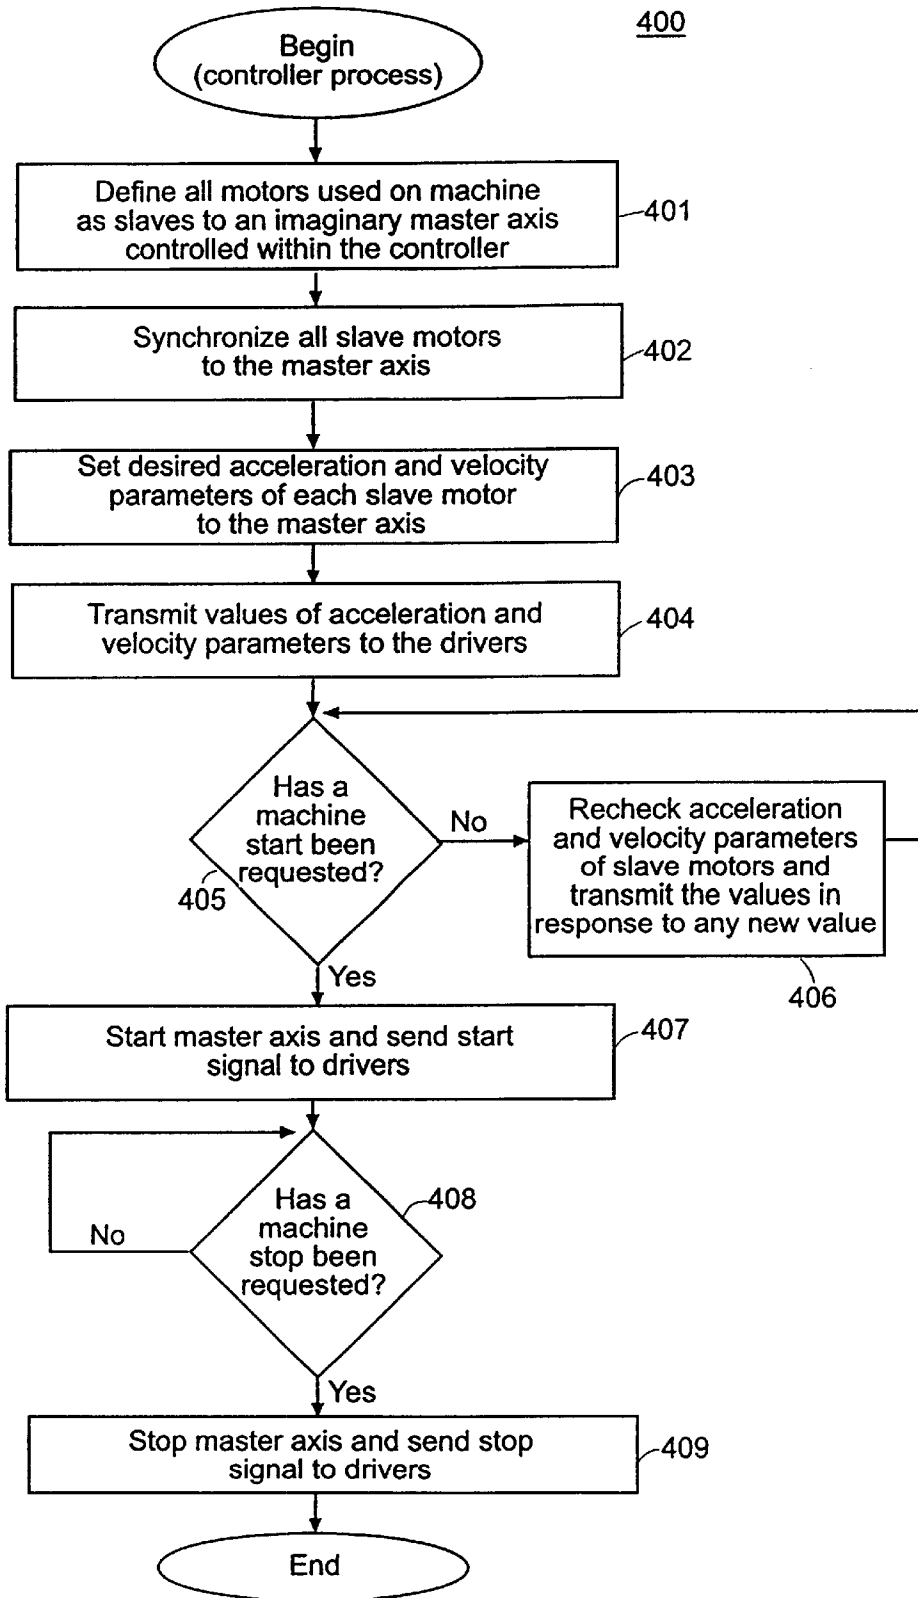 400
Begin
(controller process)
Define all motors used on machine
as slaves to an imaginary master axis
controlled within the controller
401
Synchronize all slave motors
to the master axis
402
Set desired acceleration and velocity
parameters of each slave motor
to the master axis
403
Transmit values of acceleration and
velocity parameters to the drivers
404
Has a
machine
start been
requested?
405
No
Recheck acceleration
and velocity parameters
of slave motors and
transmit the values in
response to any new value
406
Yes
Start master axis and send start
signal to drivers
407
Has a
machine
stop been
requested?
408
No
Yes
Stop master axis and send stop
signal to drivers
409
End